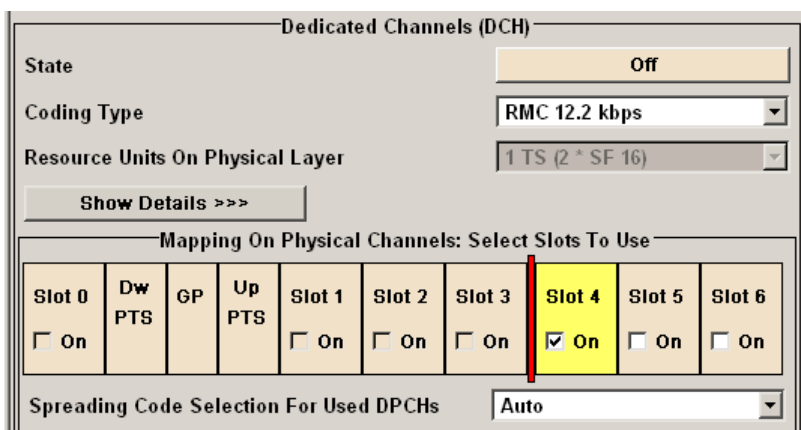 Dedicated Channels (DCH)
State Off
Coding Type RMC 12.2 kbps
Resource Units On Physical Layer 1 TS (2 * SF 16)
Show Details >>>
Mapping On Physical Channels: Select Slots To Use
Slot 0 Dw PTS GP Up PTS Slot 1 Slot 2 Slot 3 Slot 4 Slot 5 Slot 6
On On On On On On On
Spreading Code Selection For Used DPCHs Auto